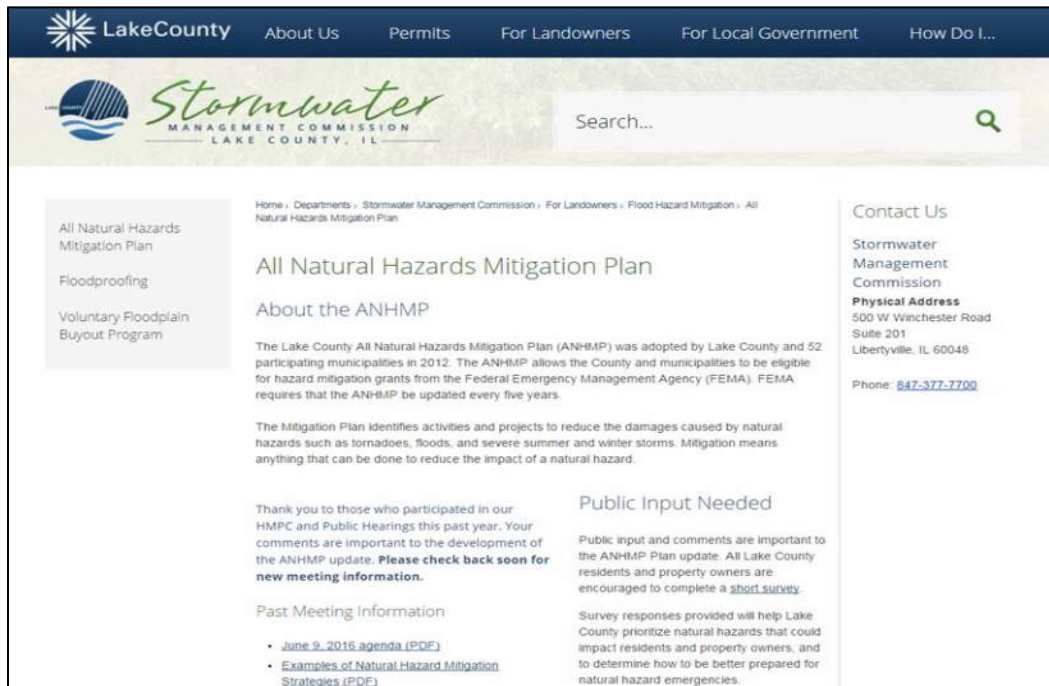 LakeCounty About Us Permits For Landowners For Local Government How Do I...
LAKE COUNTY
Stormwater
MANAGEMENT COMMISSION
LAKE COUNTY, IL
Search...
All Natural Hazards
Mitigation Plan
Floodproofing
Voluntary Floodplain
Buyout Program
Home › Departments › Stormwater Management Commission › For Landowners › Flood Hazard Mitigation › All
Natural Hazards Mitigation Plan
All Natural Hazards Mitigation Plan
About the ANHMP
The Lake County All Natural Hazards Mitigation Plan (ANHMP) was adopted by Lake County and 52
participating municipalities in 2012. The ANHMP allows the County and municipalities to be eligible
for hazard mitigation grants from the Federal Emergency Management Agency (FEMA). FEMA
requires that the ANHMP be updated every five years.
The Mitigation Plan identifies activities and projects to reduce the damages caused by natural
hazards such as tornadoes, floods, and severe summer and winter storms. Mitigation means
anything that can be done to reduce the impact of a natural hazard.
Thank you to those who participated in our
HMPC and Public Hearings this past year. Your
comments are important to the development of
the ANHMP update. Please check back soon for
new meeting information.
Past Meeting Information
• June 9, 2016 agenda (PDF)
• Examples of Natural Hazard Mitigation
Strategies (PDF)
Public Input Needed
Public input and comments are important to
the ANHMP Plan update. All Lake County
residents and property owners are
encouraged to complete a short survey.
Survey responses provided will help Lake
County prioritize natural hazards that could
impact residents and property owners, and
to determine how to be better prepared for
natural hazard emergencies.
Contact Us
Stormwater
Management
Commission
Physical Address
500 W Winchester Road
Suite 201
Libertyville, IL 60048
Phone: 847-377-7700